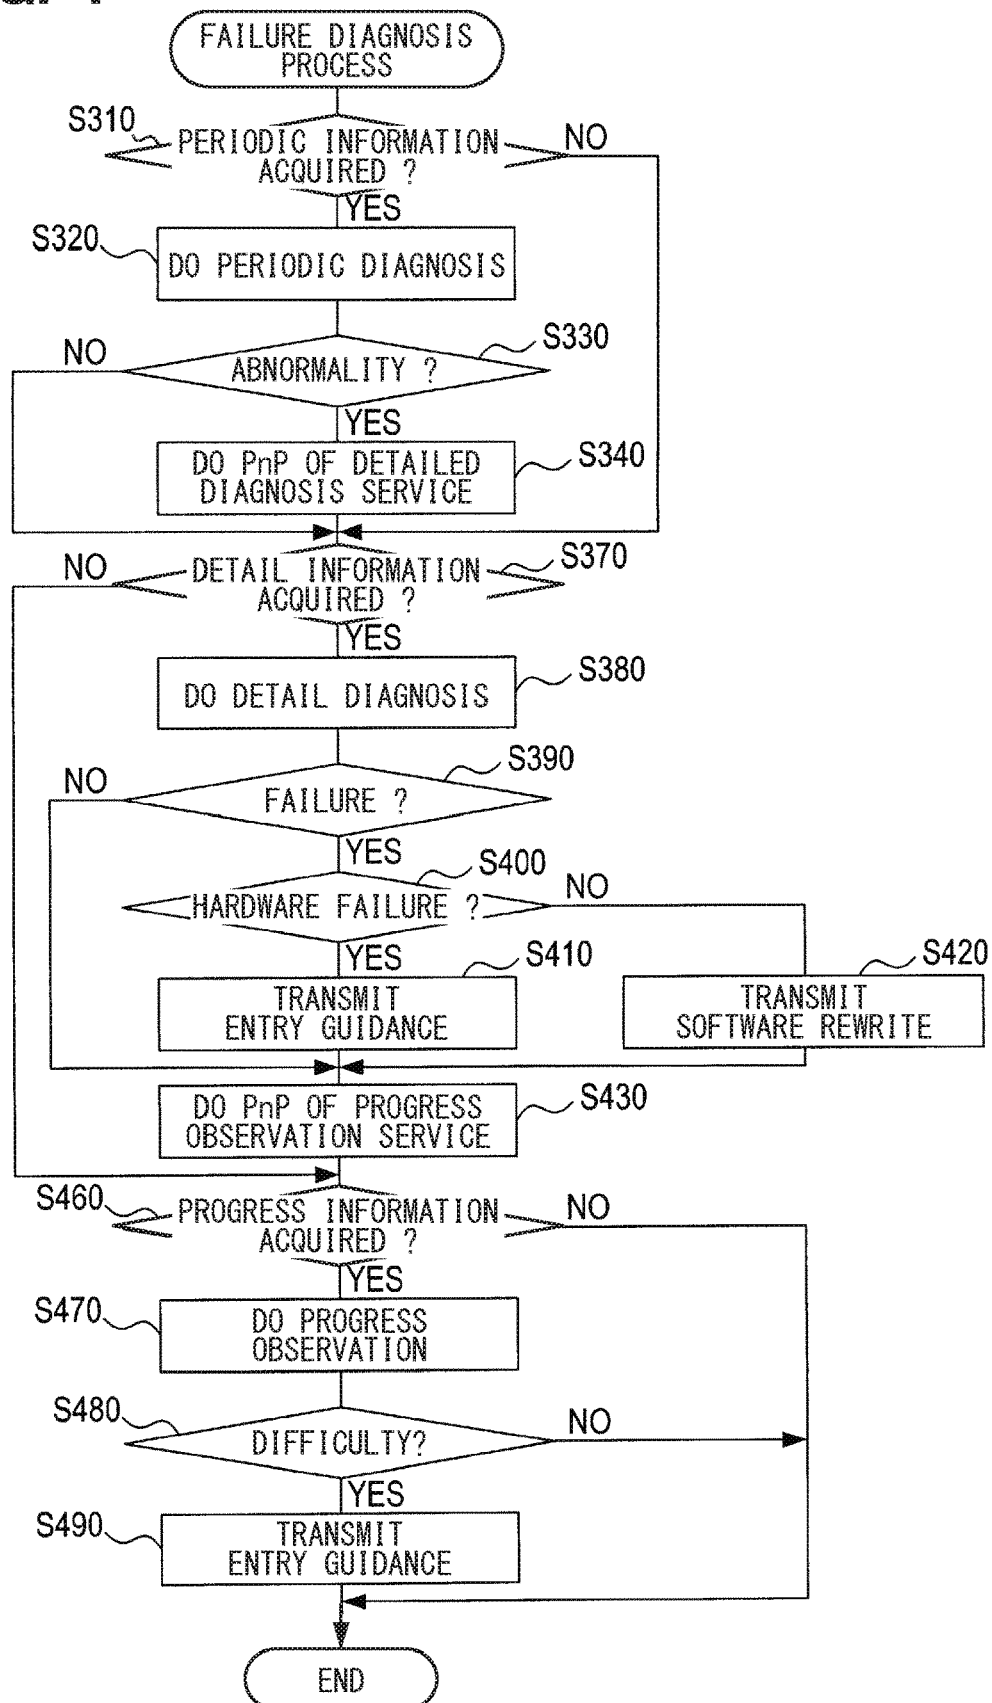 FAILURE DIAGNOSIS
PROCESS
S310
PERIODIC INFORMATION
ACQUIRED ?
NO
YES
S320
DO PERIODIC DIAGNOSIS
S330
NO
ABNORMALITY ?
YES
DO PnP OF DETAILED
DIAGNOSIS SERVICE
S340
S370
NO
DETAIL INFORMATION
ACQUIRED ?
YES
DO DETAIL DIAGNOSIS
S380
S390
NO
FAILURE ?
YES
S400
HARDWARE FAILURE ?
NO
YES
S410
S420
TRANSMIT
ENTRY GUIDANCE
TRANSMIT
SOFTWARE REWRITE
DO PnP OF PROGRESS
OBSERVATION SERVICE
S430
S460
PROGRESS INFORMATION
ACQUIRED ?
NO
YES
S470
DO PROGRESS
OBSERVATION
S480
DIFFICULTY?
NO
YES
S490
TRANSMIT
ENTRY GUIDANCE
END